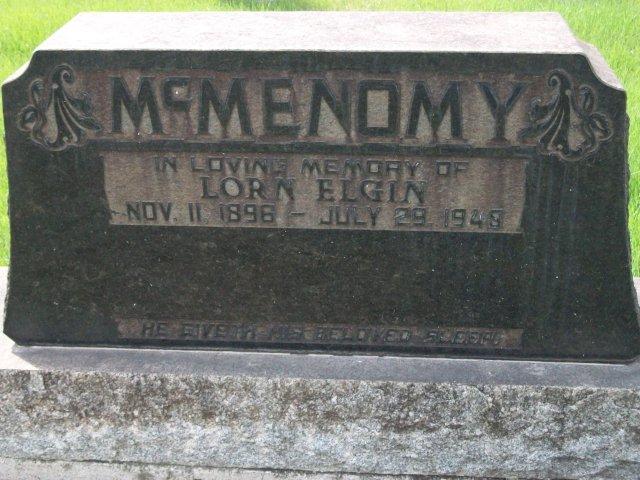 McMENOMY
IN LOVING MEMORY OF
LORN ELGIN
NOV. 11 1896 - JULY 29 1948
HE GIVETH HIS BELOVED SLEEP